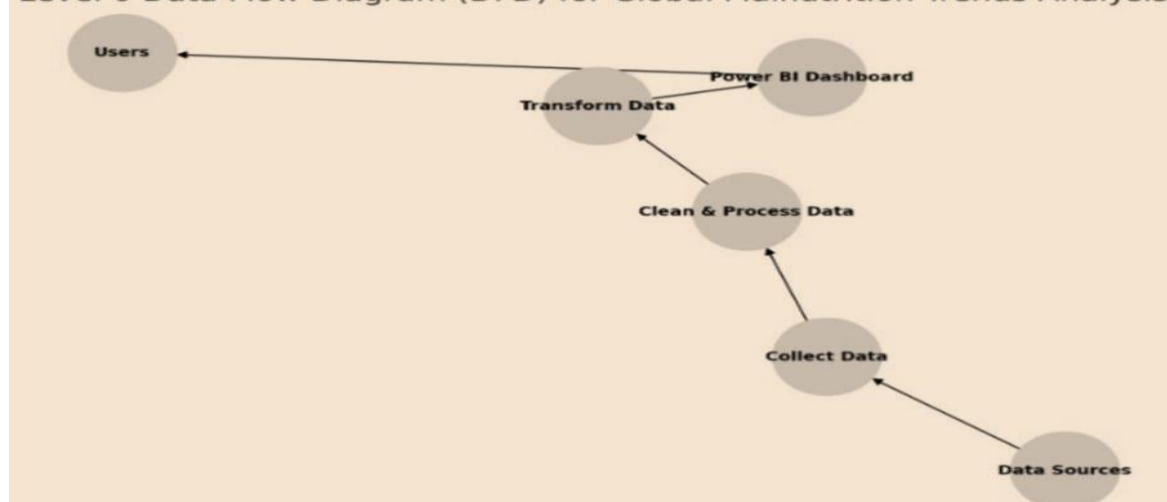 Level 0 Data Flow Diagram (DFD) for Global Malnutrition Trends Analysis
Users
Power BI Dashboard
Transform Data
Clean & Process Data
Collect Data
Data Sources